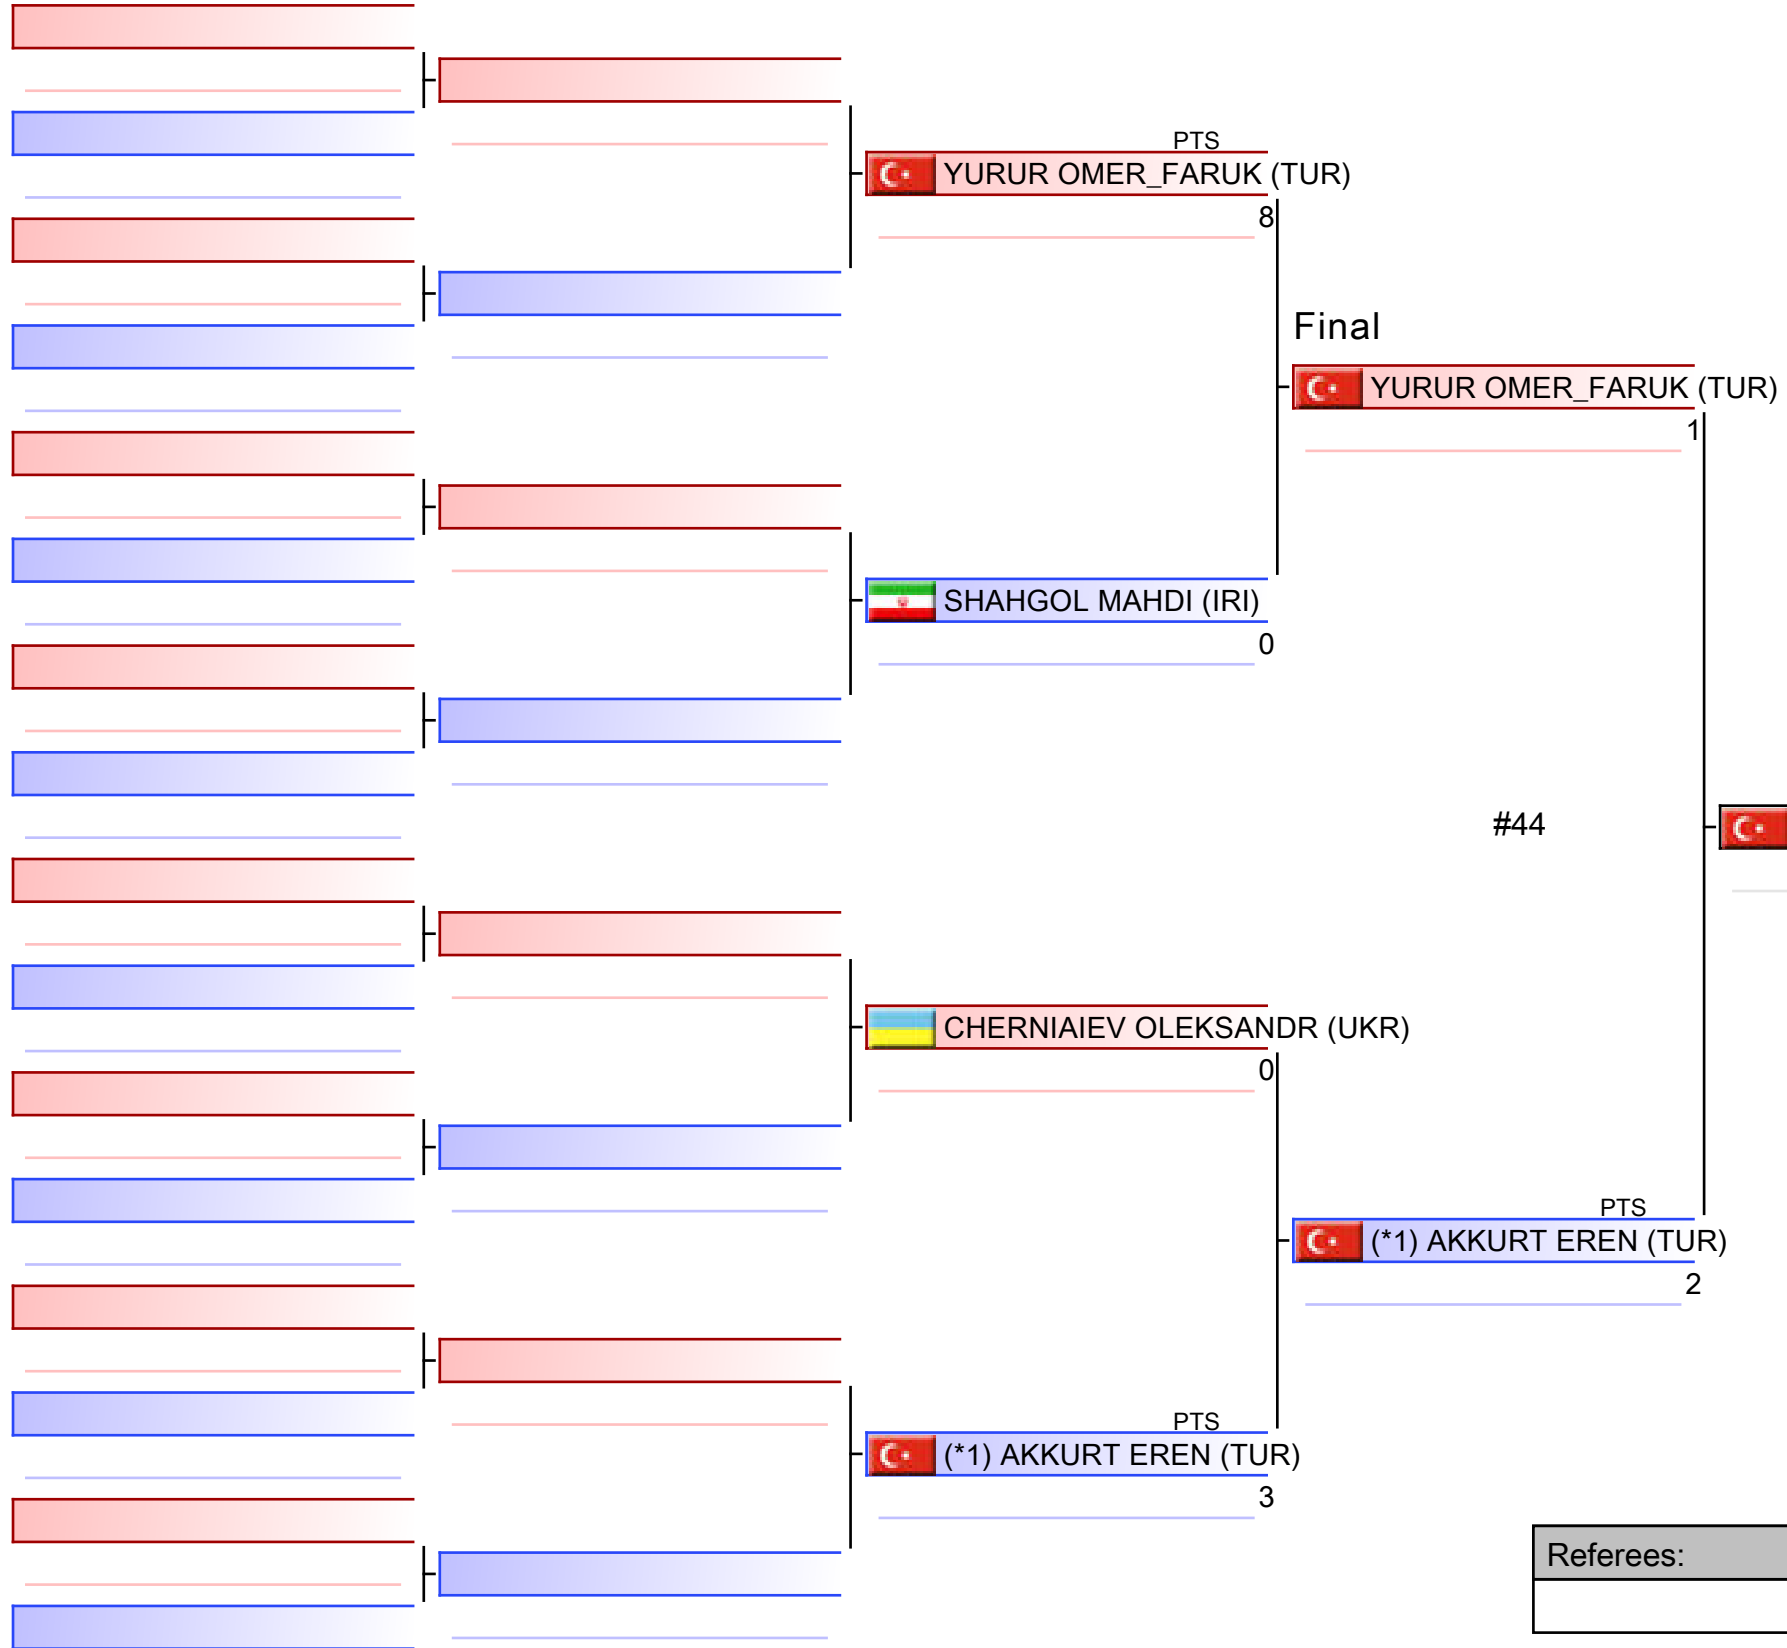 PTS
YURUR OMER_FARUK (TUR)
8
Final
YURUR OMER_FARUK (TUR)
1
SHAHGOL MAHDI (IRI)
0
#44
CHERNIAIEV OLEKSANDR (UKR)
0
PTS
(*1) AKKURT EREN (TUR)
2
PTS
(*1) AKKURT EREN (TUR)
3
Referees: